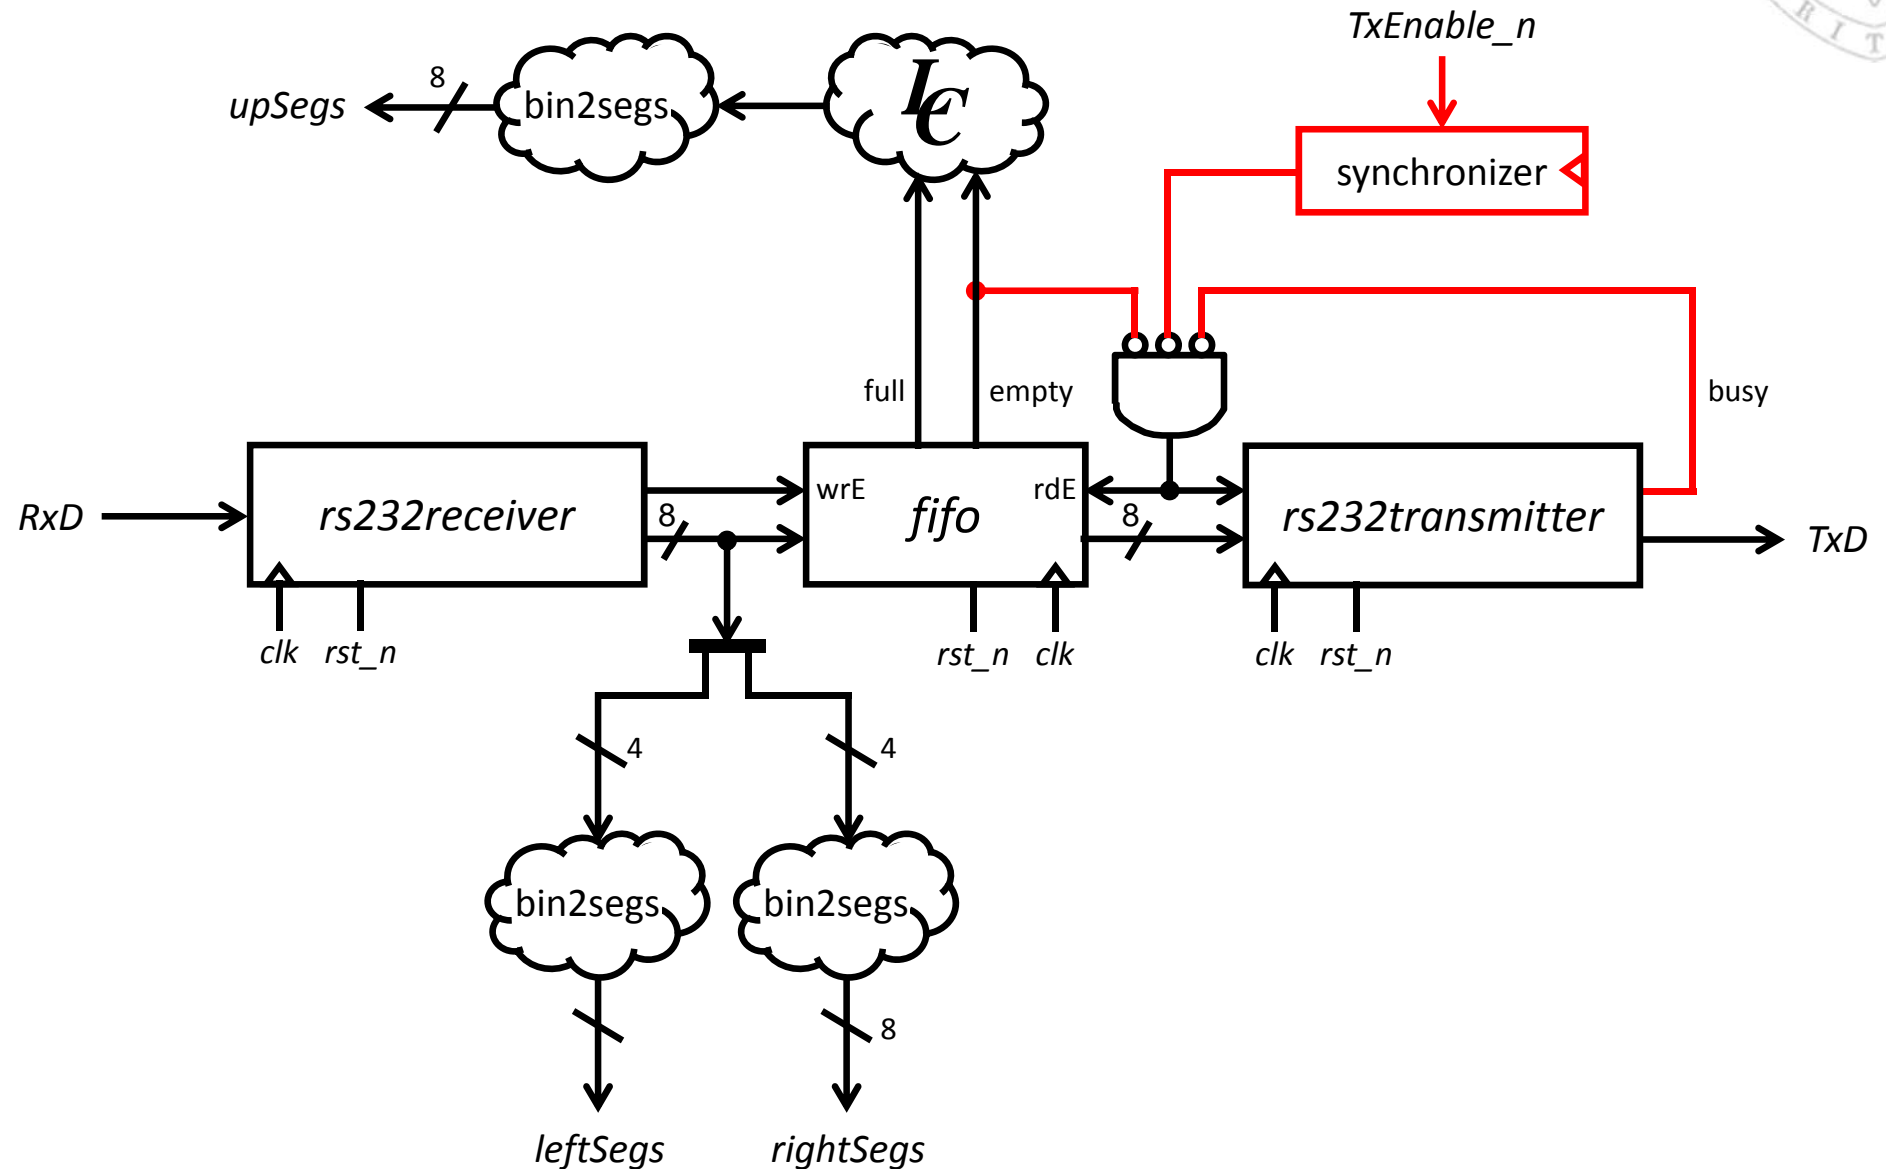 TxEnable_n
R I T
8
upSegs
bin2segs
LC
synchronizer
full
empty
busy
RxD
rs232receiver
8
wrE
fifo
rdE
8
rs232transmitter
TxD
clk
rst_n
rst_n
clk
clk
rst_n
4
4
bin2segs
bin2segs
8
leftSegs
rightSegs